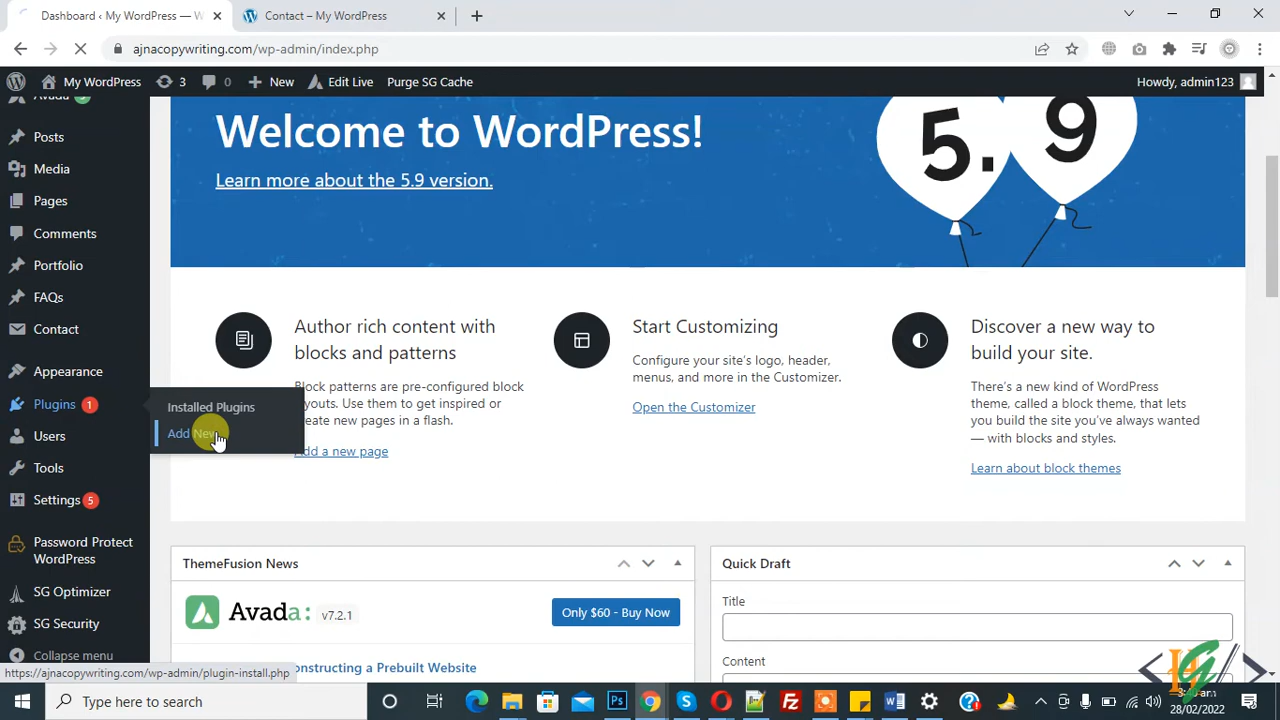 Dashboard ‹ My WordPress — W
Contact – My WordPress
ajnacopywriting.com/wp-admin/index.php
My WordPress
3
0
New
Edit Live
Purge SG Cache
Howdy, admin123
Avada
Posts
Media
Pages
Comments
Portfolio
FAQs
Contact
Appearance
Plugins 1
Installed Plugins
Add New
Users
Tools
Settings 5
Password Protect
WordPress
SG Optimizer
SG Security
Collapse menu
Welcome to WordPress!
Learn more about the 5.9 version.
5.9
Author rich content with
blocks and patterns
Block patterns are pre-configured block
layouts. Use them to get inspired or
create new pages in a flash.
Add a new page
Start Customizing
Configure your site's logo, header,
menus, and more in the Customizer.
Open the Customizer
Discover a new way to
build your site.
There's a new kind of WordPress
theme, called a block theme, that lets
you build the site you've always wanted
— with blocks and styles.
Learn about block themes
ThemeFusion News
Avada: v7.2.1
Only $60 - Buy Now
nstructing a Prebuilt Website
Quick Draft
Title
Content
https://ajnacopywriting.com/wp-admin/plugin-install.php
Type here to search
28/02/2022